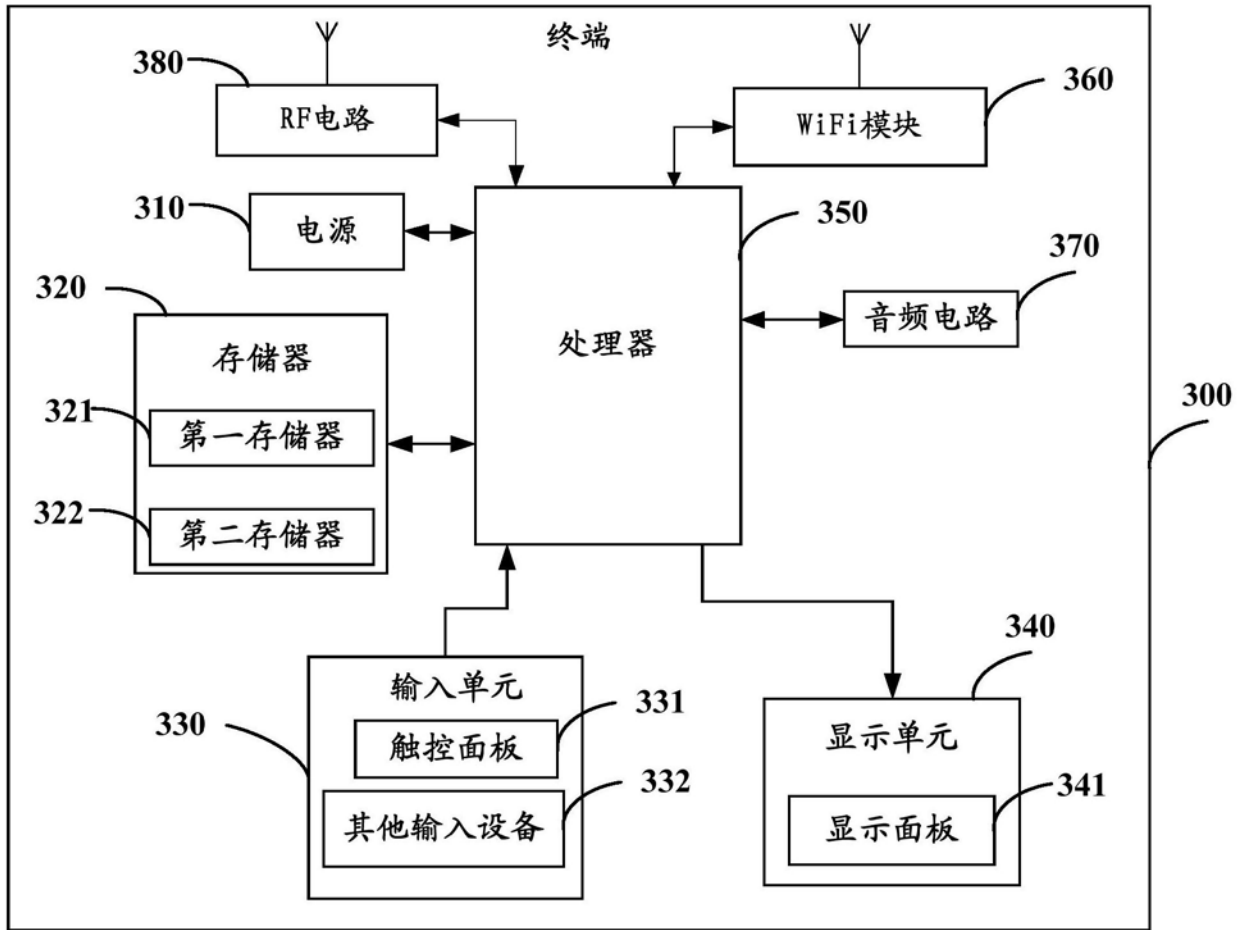 终端
380
RF电路
WiFi模块
360
310
电源
处理器
350
音频电路
370
320
存储器
321
第一存储器
322
第二存储器
300
330
输入单元
触控面板
331
其他输入设备
332
340
显示单元
显示面板
341